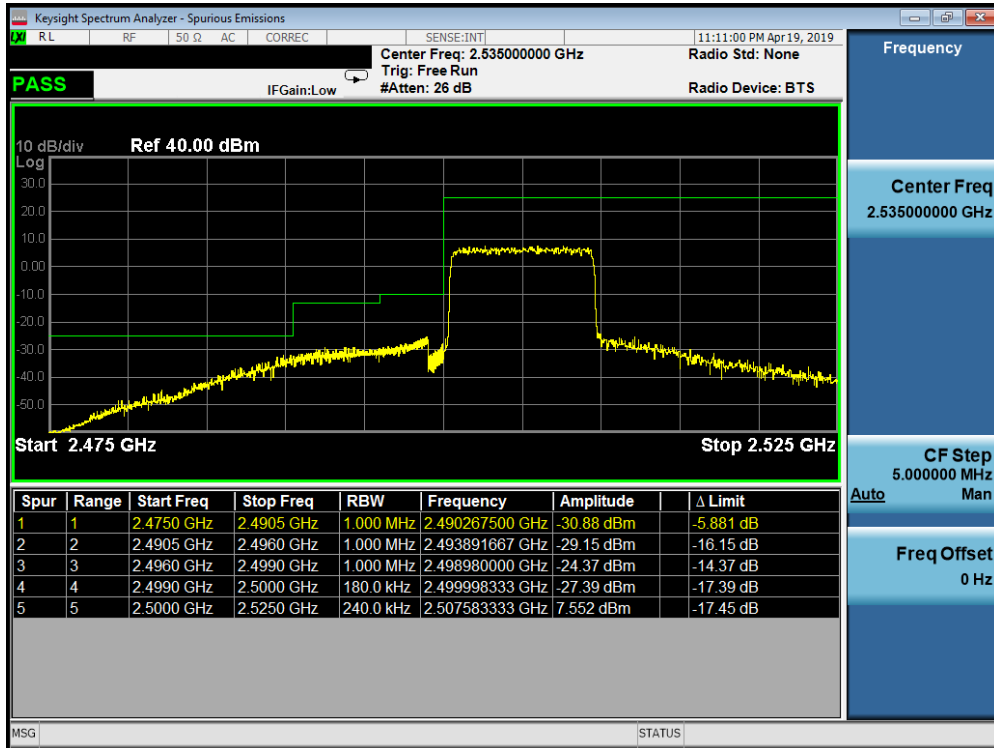 Keysight Spectrum Analyzer - Spurious Emissions
LXI RL RF 50 Ω AC CORREC SENSE:INT 11:11:00 PM Apr 19, 2019
Center Freq: 2.535000000 GHz Radio Std: None
Trig: Free Run
PASS IFGain:Low #Atten: 26 dB Radio Device: BTS
10 dB/div Ref 40.00 dBm
Log
30.0
20.0
10.0
0.00
-10.0
-20.0
-30.0
-40.0
-50.0
Start 2.475 GHz Stop 2.525 GHz
Spur Range Start Freq Stop Freq RBW Frequency Amplitude Δ Limit
1 1 2.4750 GHz 2.4905 GHz 1.000 MHz 2.490267500 GHz -30.88 dBm -5.881 dB
2 2 2.4905 GHz 2.4960 GHz 1.000 MHz 2.493891667 GHz -29.15 dBm -16.15 dB
3 3 2.4960 GHz 2.4990 GHz 1.000 MHz 2.498980000 GHz -24.37 dBm -14.37 dB
4 4 2.4990 GHz 2.5000 GHz 180.0 kHz 2.499998333 GHz -27.39 dBm -17.39 dB
5 5 2.5000 GHz 2.5250 GHz 240.0 kHz 2.507583333 GHz 7.552 dBm -17.45 dB
MSG STATUS
Frequency
Center Freq
2.535000000 GHz
CF Step
5.000000 MHz
Auto Man
Freq Offset
0 Hz